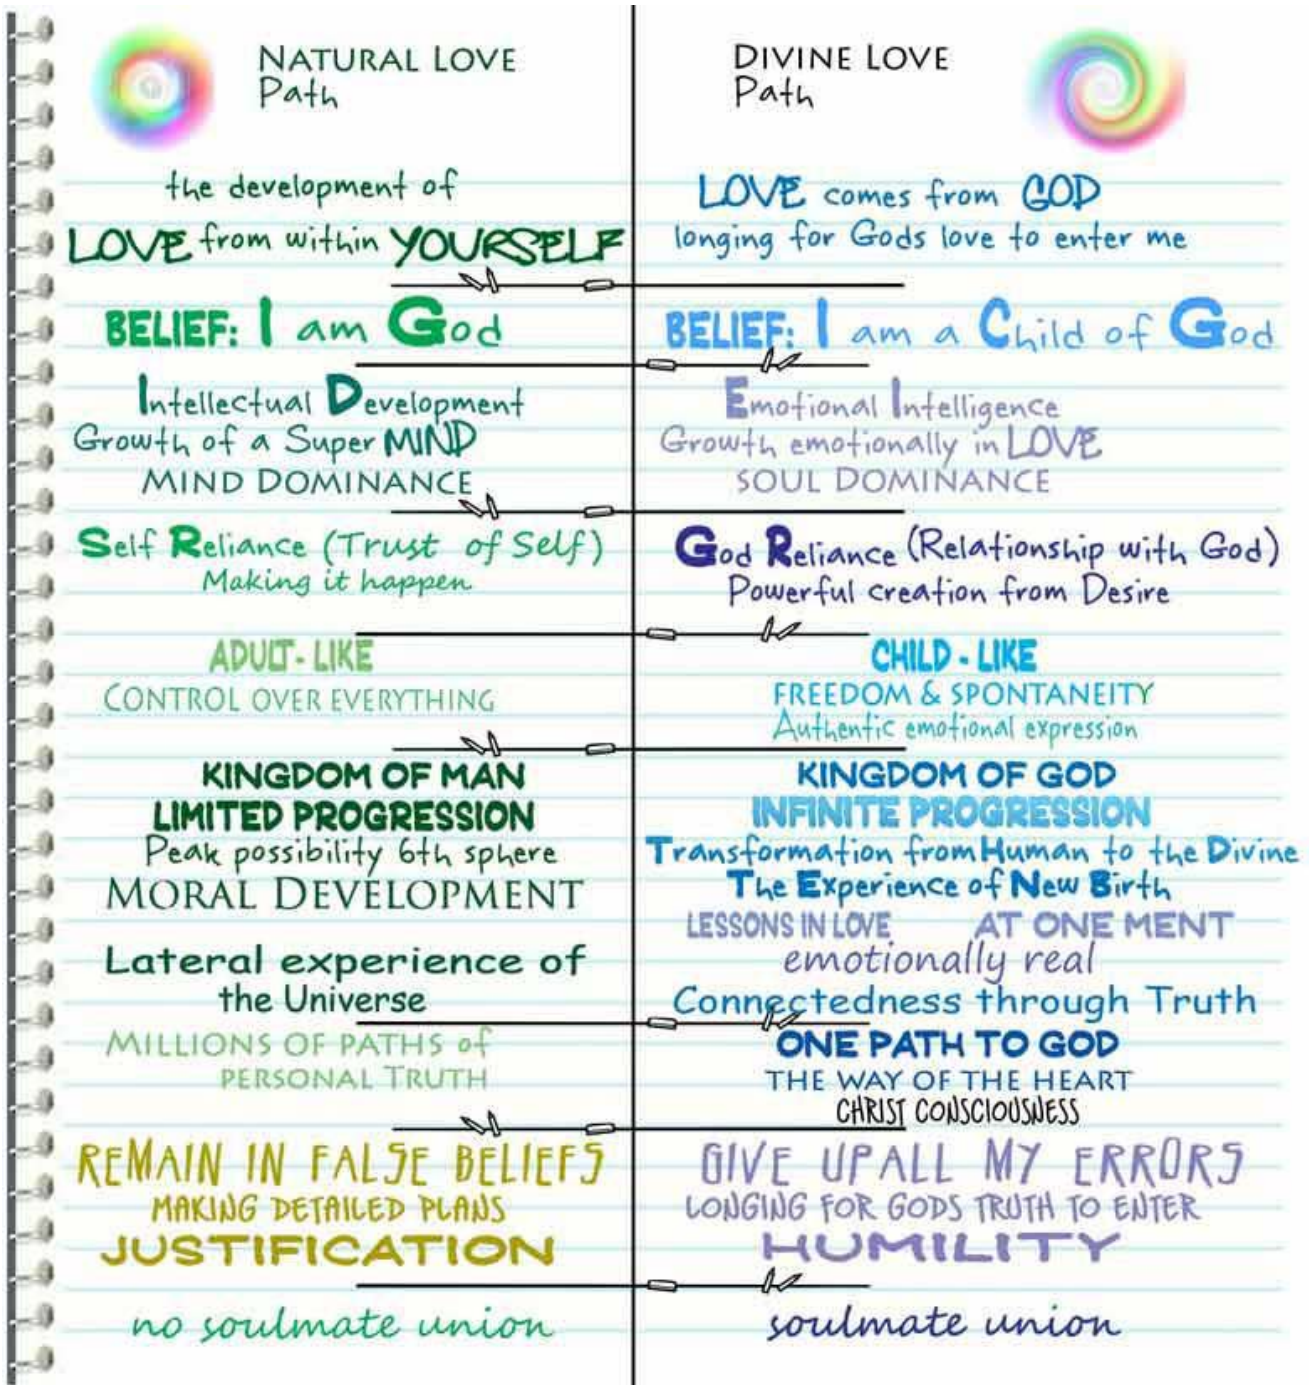 NATURAL LOVE
Path
the development of
LOVE from within YOURSELF
BELIEF: I am God
Intellectual Development
Growth of a Super MIND
MIND DOMINANCE
Self Reliance (Trust of Self)
Making it happen
ADULT-LIKE
CONTROL OVER EVERYTHING
KINGDOM OF MAN
LIMITED PROGRESSION
Peak possibility 6th sphere
MORAL DEVELOPMENT
Lateral experience of
the Universe
MILLIONS OF PATHS of
PERSONAL TRUTH
REMAIN IN FALSE BELIEFS
MAKING DETAILED PLANS
JUSTIFICATION
no soulmate union
DIVINE LOVE
Path
LOVE comes from GOD
longing for Gods love to enter me
BELIEF: I am a Child of God
Emotional Intelligence
Growth emotionally in LOVE
SOUL DOMINANCE
God Reliance (Relationship with God)
Powerful creation from Desire
CHILD-LIKE
FREEDOM & SPONTANEITY
Authentic emotional expression
KINGDOM OF GOD
INFINITE PROGRESSION
Transformation from Human to the Divine
The Experience of New Birth
LESSONS IN LOVE AT ONE MENT
emotionally real
Connectedness through Truth
ONE PATH TO GOD
THE WAY OF THE HEART
CHRIST CONSCIOUSNESS
GIVE UP ALL MY ERRORS
LONGING FOR GODS TRUTH TO ENTER
HUMILITY
soulmate union